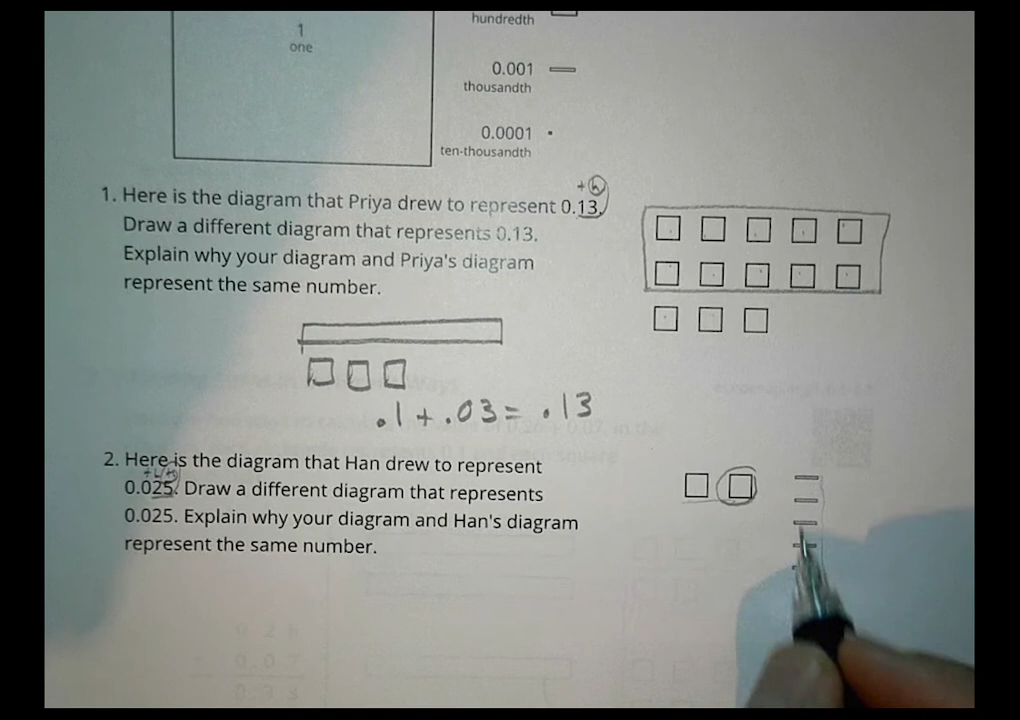 1
one
hundredth
0.001
thousandth
0.0001
ten-thousandth
+ h
1. Here is the diagram that Priya drew to represent 0.13.
Draw a different diagram that represents 0.13.
Explain why your diagram and Priya's diagram
represent the same number.
.1 + .03 = .13
2. Here is the diagram that Han drew to represent
0.025. Draw a different diagram that represents
0.025. Explain why your diagram and Han's diagram
represent the same number.